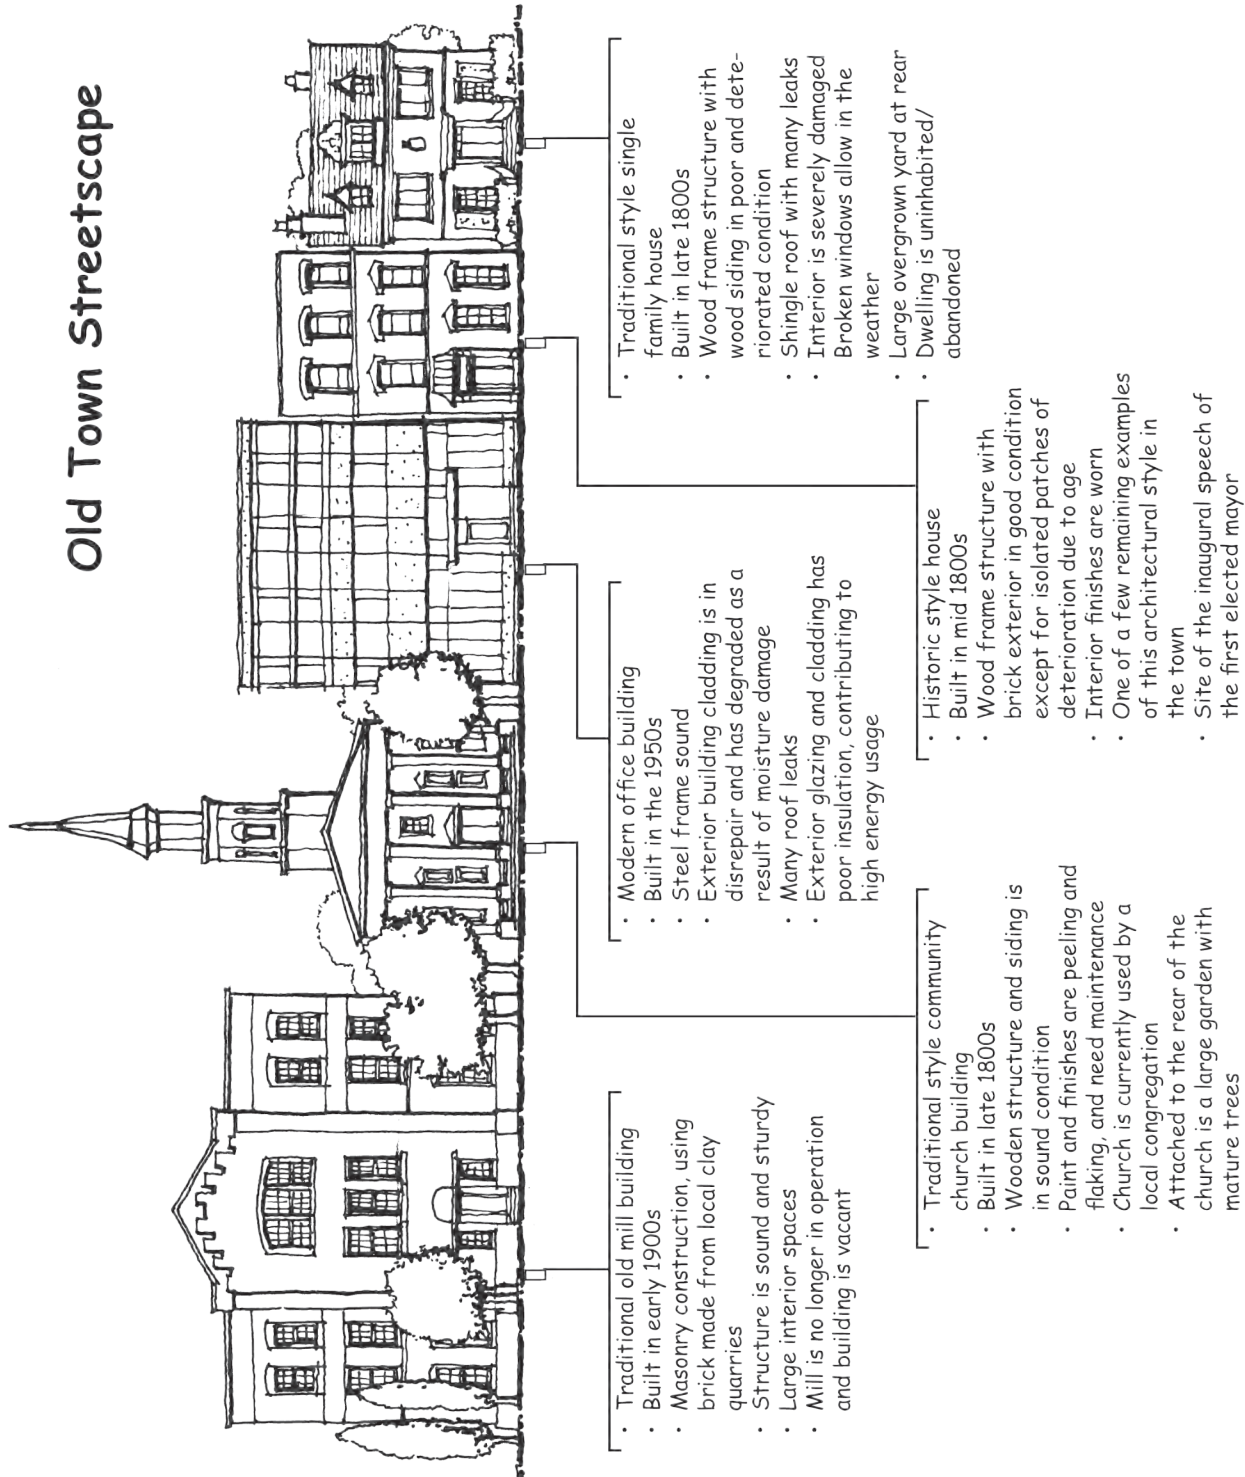 Old Town Streetscape
• Traditional old mill building
• Built in early 1900s
• Masonry construction, using
brick made from local clay
quarries
• Structure is sound and sturdy
• Large interior spaces
• Mill is no longer in operation
and building is vacant
• Traditional style community
church building
• Built in late 1800s
• Wooden structure and siding is
in sound condition
• Paint and finishes are peeling and
flaking, and need maintenance
• Church is currently used by a
local congregation
• Attached to the rear of the
church is a large garden with
mature trees
• Modern office building
• Built in the 1950s
• Steel frame sound
• Exterior building cladding is in
disrepair and has degraded as a
result of moisture damage
• Many roof leaks
• Exterior glazing and cladding has
poor insulation, contributing to
high energy usage
• Historic style house
• Built in mid 1800s
• Wood frame structure with
brick exterior in good condition
except for isolated patches of
deterioration due to age
• Interior finishes are worn
• One of a few remaining examples
of this architectural style in
the town
• Site of the inaugural speech of
the first elected mayor
• Traditional style single
family house
• Built in late 1800s
• Wood frame structure with
wood siding in poor and dete-
riorated condition
• Shingle roof with many leaks
• Interior is severely damaged
Broken windows allow in the
weather
• Large overgrown yard at rear
• Dwelling is uninhabited/
abandoned